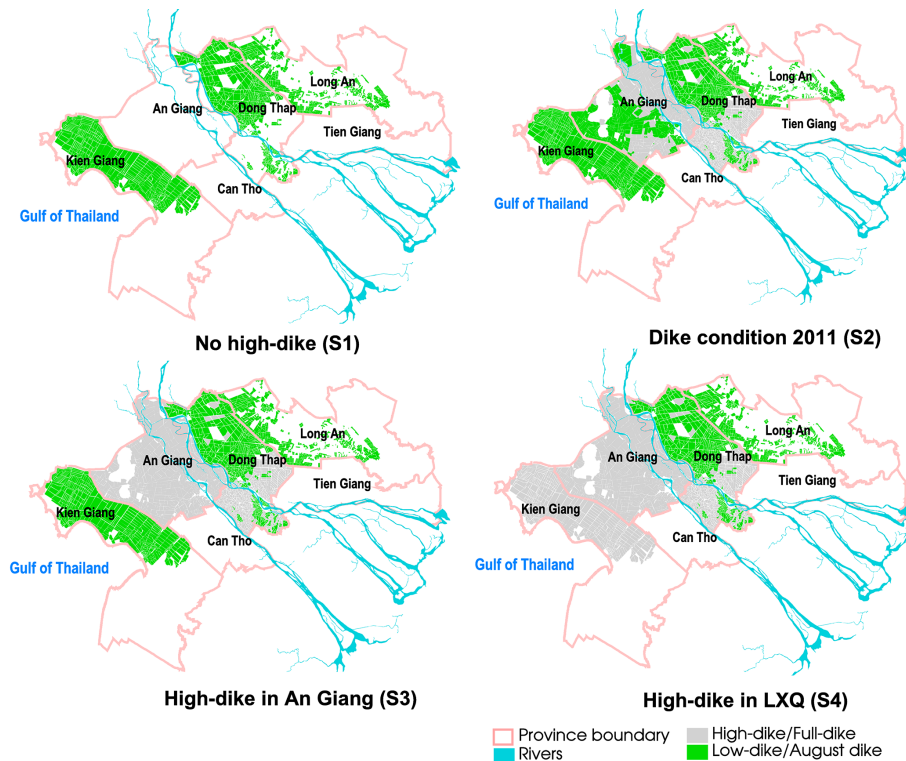 Long An
An Giang
Dong Thap
Tien Giang
Kien Giang
Can Tho
Gulf of Thailand
No high-dike (S1)
Long An
An Giang
Dong Thap
Tien Giang
Kien Giang
Can Tho
Gulf of Thailand
Dike condition 2011 (S2)
Long An
An Giang
Dong Thap
Tien Giang
Kien Giang
Can Tho
Gulf of Thailand
High-dike in An Giang (S3)
Long An
An Giang
Dong Thap
Tien Giang
Kien Giang
Can Tho
Gulf of Thailand
High-dike in LXQ (S4)
Province boundary
High-dike/Full-dike
Rivers
Low-dike/August dike